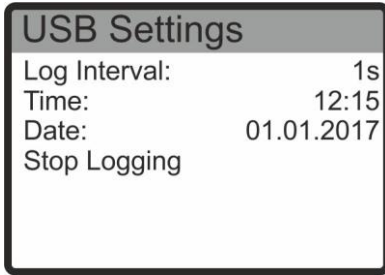 USB Settings
Log Interval: 1s
Time: 12:15
Date: 01.01.2017
Stop Logging